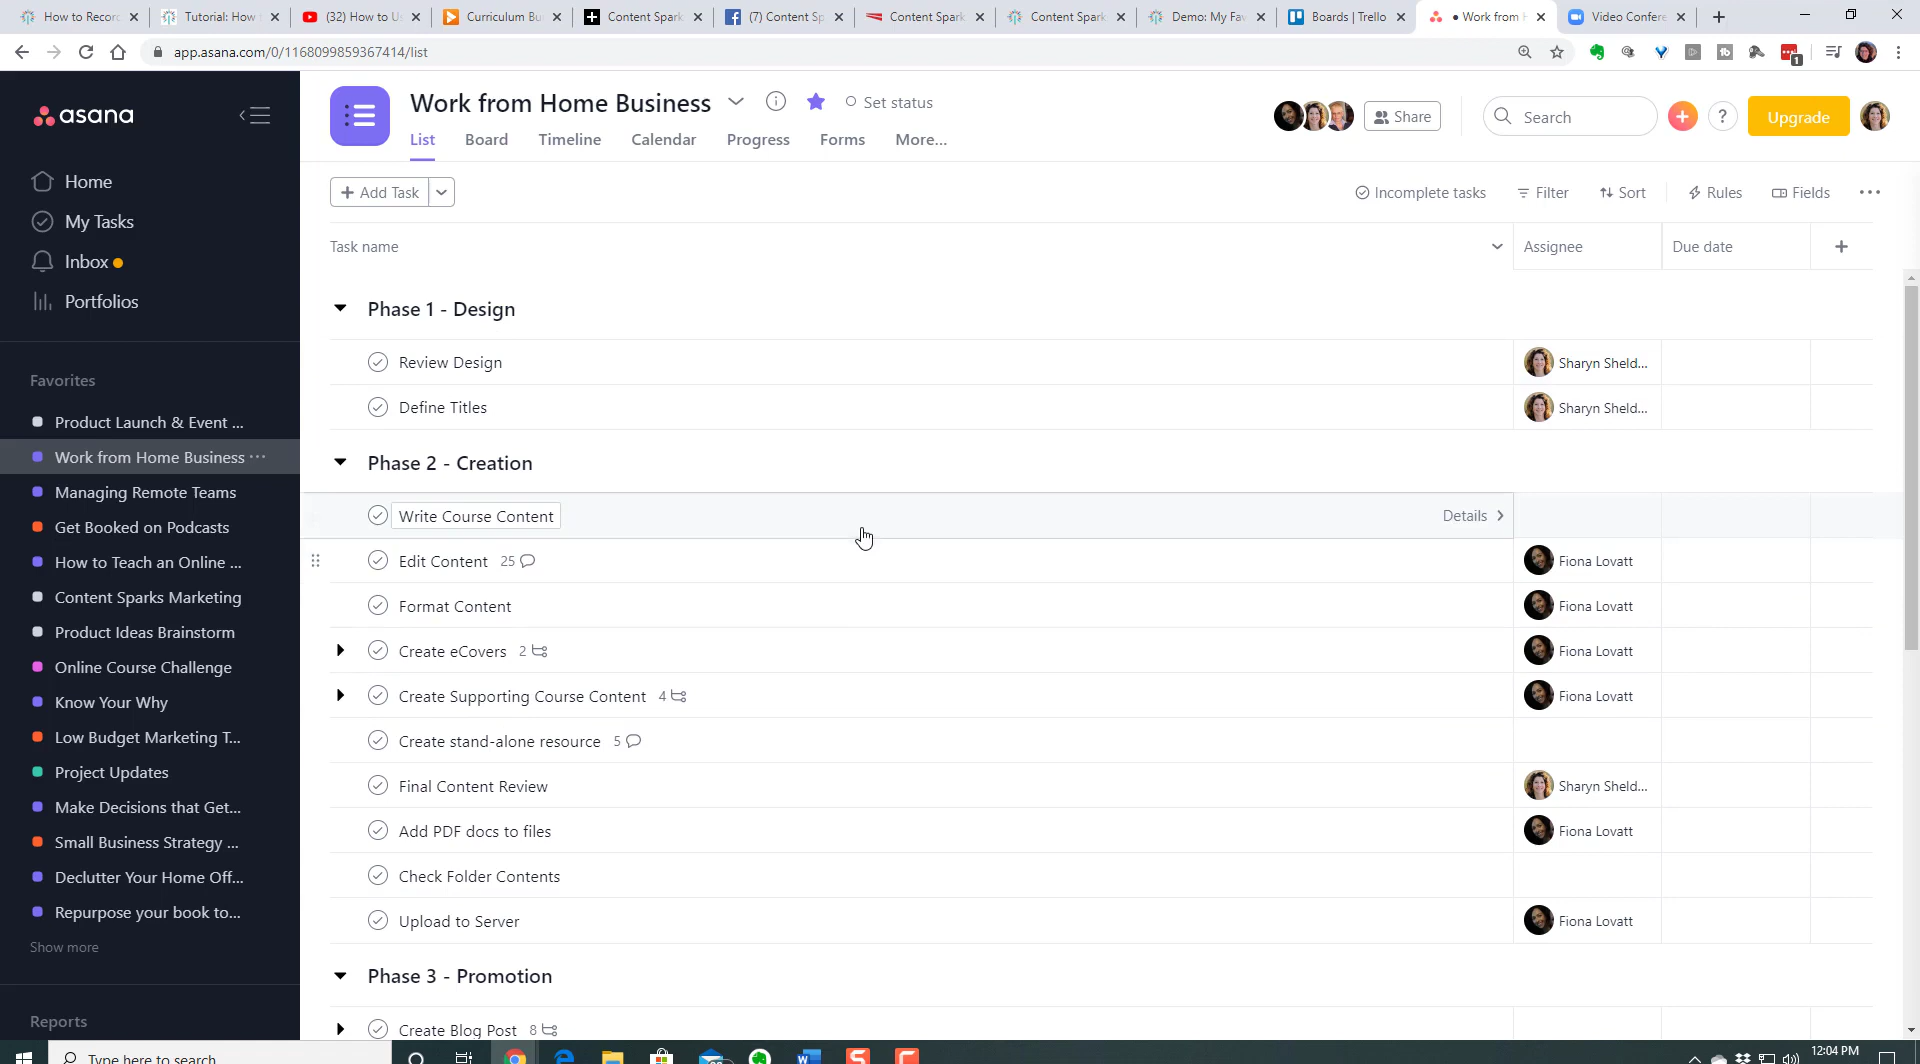 How to Record
Tutorial: How
(32) How to Us
Curriculum Bu
Content Spark
(7) Content Sp
Content Spark
Content Spark
Demo: My Fav
Boards | Trello
• Work from H
Video Confere
app.asana.com/0/1168099859367414/list
1
asana
Home
My Tasks
Inbox
Portfolios
Favorites
Product Launch & Event ...
Work from Home Business ...
Managing Remote Teams
Get Booked on Podcasts
How to Teach an Online ...
Content Sparks Marketing
Product Ideas Brainstorm
Online Course Challenge
Know Your Why
Low Budget Marketing T...
Project Updates
Make Decisions that Get...
Small Business Strategy ...
Declutter Your Home Off...
Repurpose your book to...
Show more
Reports
Work from Home Business
Set status
List Board Timeline Calendar Progress Forms More...
Share
Search
?
Upgrade
+ Add Task
Incomplete tasks Filter Sort Rules Fields ...
Task name Assignee Due date +
Phase 1 - Design
Review Design Sharyn Sheld...
Define Titles Sharyn Sheld...
Phase 2 - Creation
Write Course Content Details
Edit Content 25 Fiona Lovatt
Format Content Fiona Lovatt
Create eCovers 2 Fiona Lovatt
Create Supporting Course Content 4 Fiona Lovatt
Create stand-alone resource 5
Final Content Review Sharyn Sheld...
Add PDF docs to files Fiona Lovatt
Check Folder Contents
Upload to Server Fiona Lovatt
Phase 3 - Promotion
Create Blog Post 8
Type here to search
12:04 PM